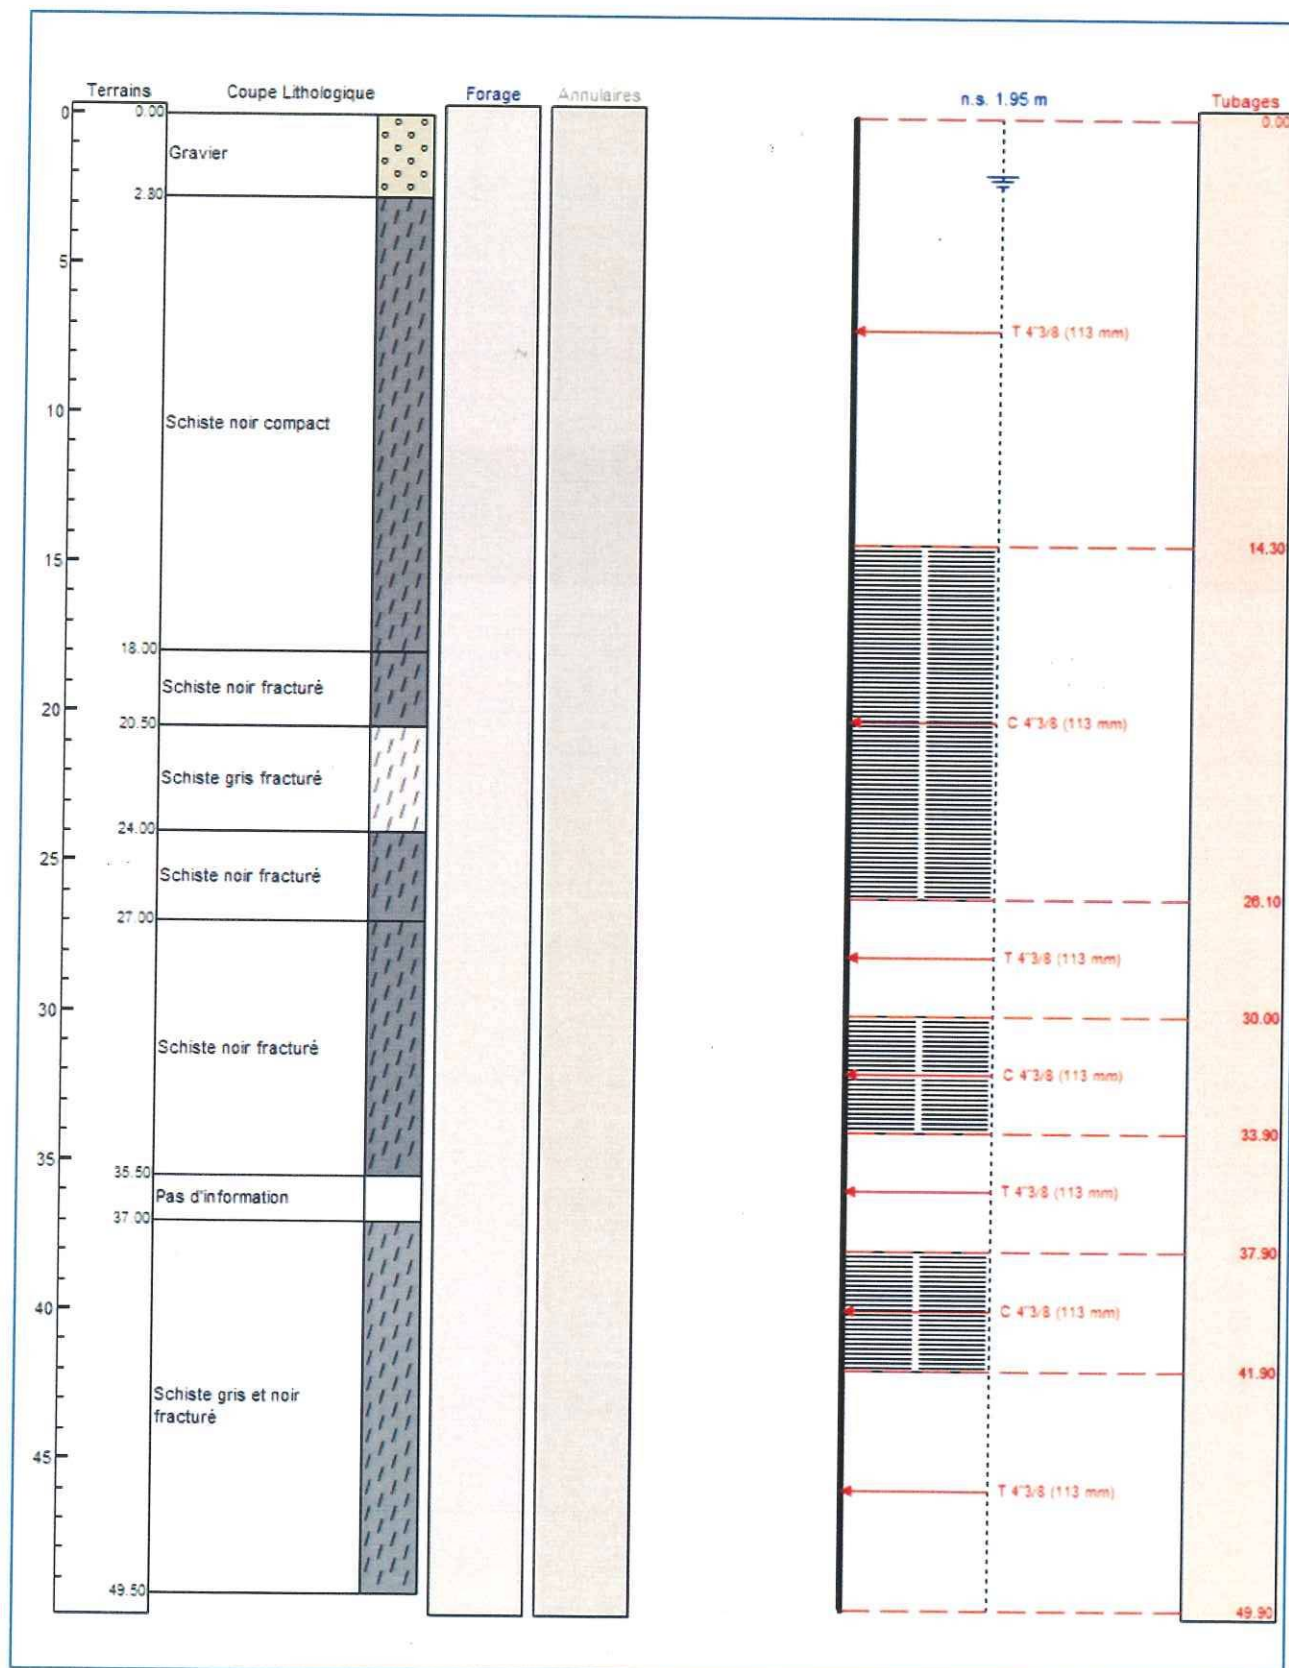 Terrains Coupe Lithologique Forage Annulaires n.s. 1.95 m Tubages
0 0.00 0.00
Gravier
2.80
5
T 4"3/8 (113 mm)
10
Schiste noir compact
14.30
15
18.00
Schiste noir fracturé
20
20.50
C 4"3/8 (113 mm)
Schiste gris fracturé
24.00
25
Schiste noir fracturé
26.10
27.00
T 4"3/8 (113 mm)
30
30.00
Schiste noir fracturé
C 4"3/8 (113 mm)
33.90
35
35.50
Pas d'information
T 4"3/8 (113 mm)
37.00
37.90
40
C 4"3/8 (113 mm)
41.90
Schiste gris et noir
fracturé
45
T 4"3/8 (113 mm)
49.50
49.90